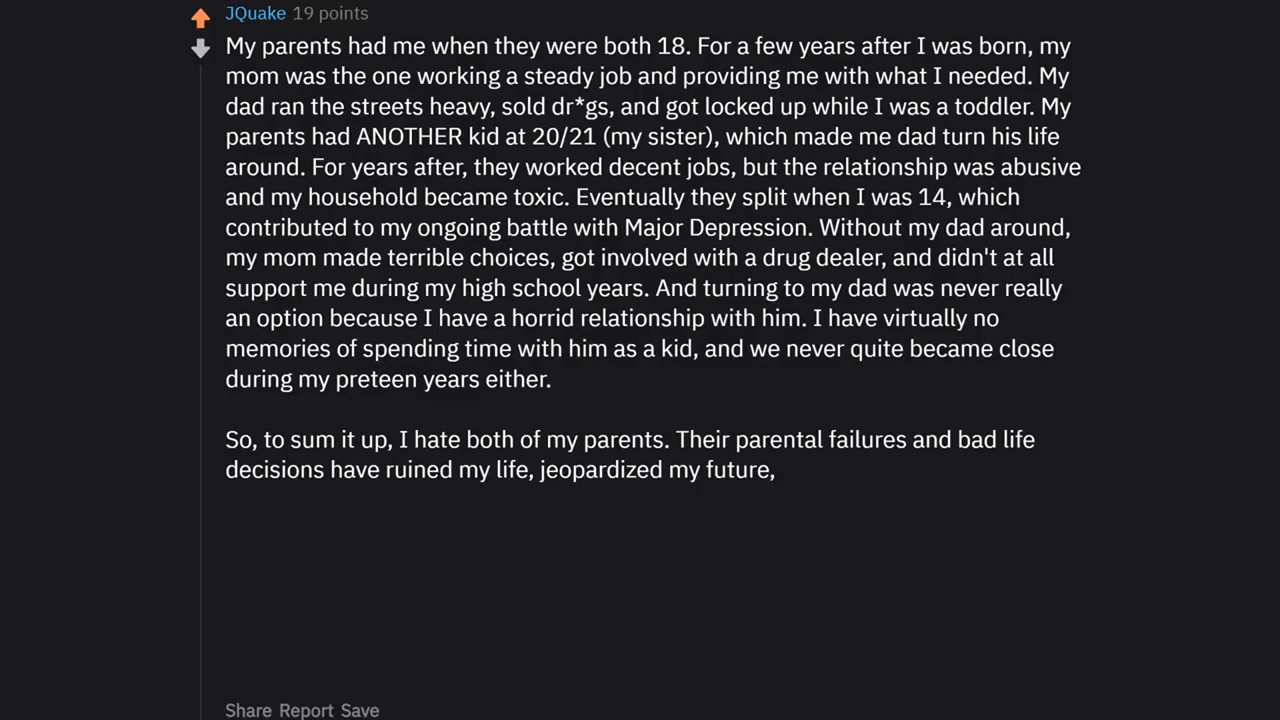 JQuake 19 points
My parents had me when they were both 18. For a few years after I was born, my
mom was the one working a steady job and providing me with what I needed. My
dad ran the streets heavy, sold dr*gs, and got locked up while I was a toddler. My
parents had ANOTHER kid at 20/21 (my sister), which made me dad turn his life
around. For years after, they worked decent jobs, but the relationship was abusive
and my household became toxic. Eventually they split when I was 14, which
contributed to my ongoing battle with Major Depression. Without my dad around,
my mom made terrible choices, got involved with a drug dealer, and didn't at all
support me during my high school years. And turning to my dad was never really
an option because I have a horrid relationship with him. I have virtually no
memories of spending time with him as a kid, and we never quite became close
during my preteen years either.
So, to sum it up, I hate both of my parents. Their parental failures and bad life
decisions have ruined my life, jeopardized my future,
Share Report Save